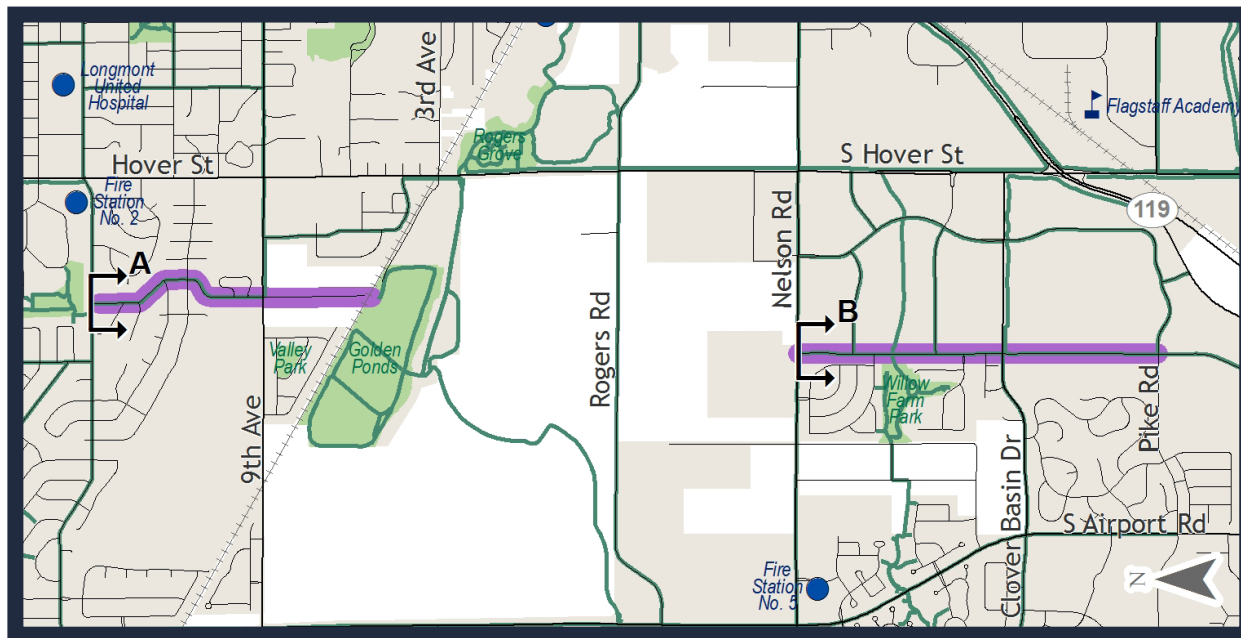 Longmont
United
Hospital
3rd Ave
Rogers
Grove
Flagstaff Academy
Hover St
S Hover St
Fire
Station
No. 2
119
A
Nelson Rd
B
Valley
Park
Golden
Ponds
Rogers Rd
Willow
Farm
Park
Pike Rd
9th Ave
Clover Basin Dr
S Airport Rd
Fire
Station
No. 5
N